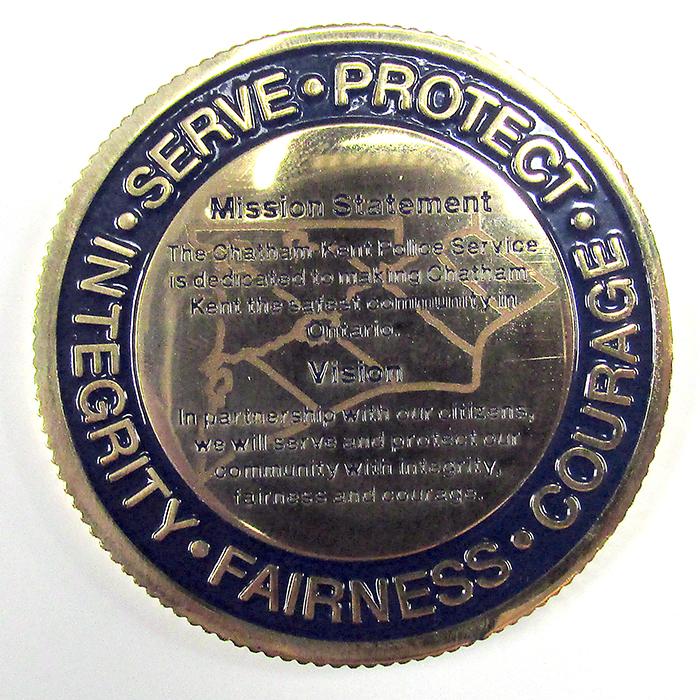 SERVE • PROTECT • COURAGE • FAIRNESS • INTEGRITY •
Mission Statement
The Chatham-Kent Police Service
is dedicated to making Chatham-
Kent the safest community in
Ontario.
Vision
In partnership with our citizens,
we will serve and protect our
community with integrity,
fairness and courage.